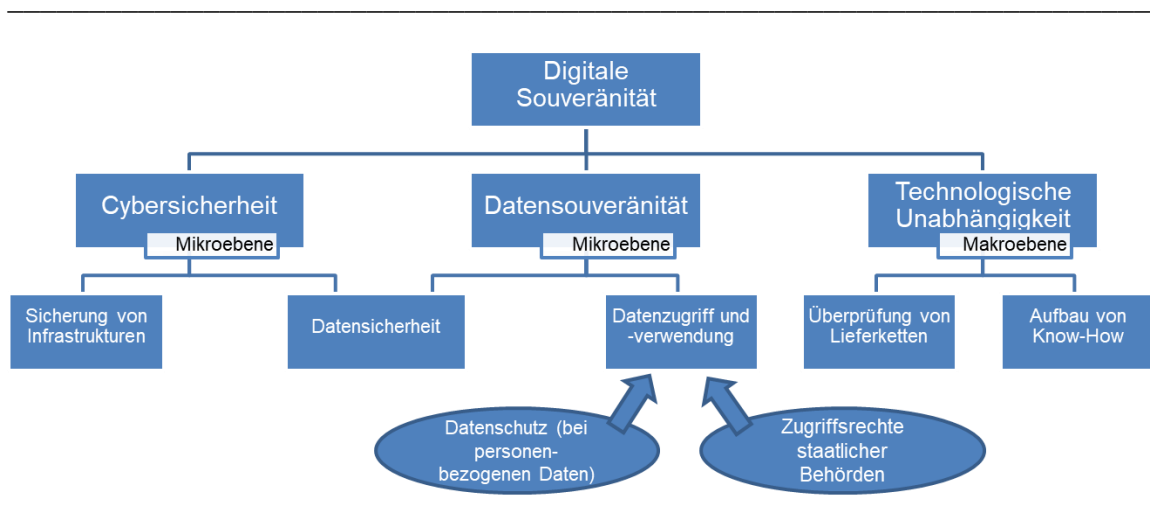 Digitale
Souveränität
Cybersicherheit
Mikroebene
Datensouveränität
Mikroebene
Technologische
Unabhängigkeit
Makroebene
Sicherung von
Infrastrukturen
Datensicherheit
Datenzugriff und
-verwendung
Überprüfung von
Lieferketten
Aufbau von
Know-How
Datenschutz (bei
personen-
bezogenen Daten)
Zugriffsrechte
staatlicher
Behörden